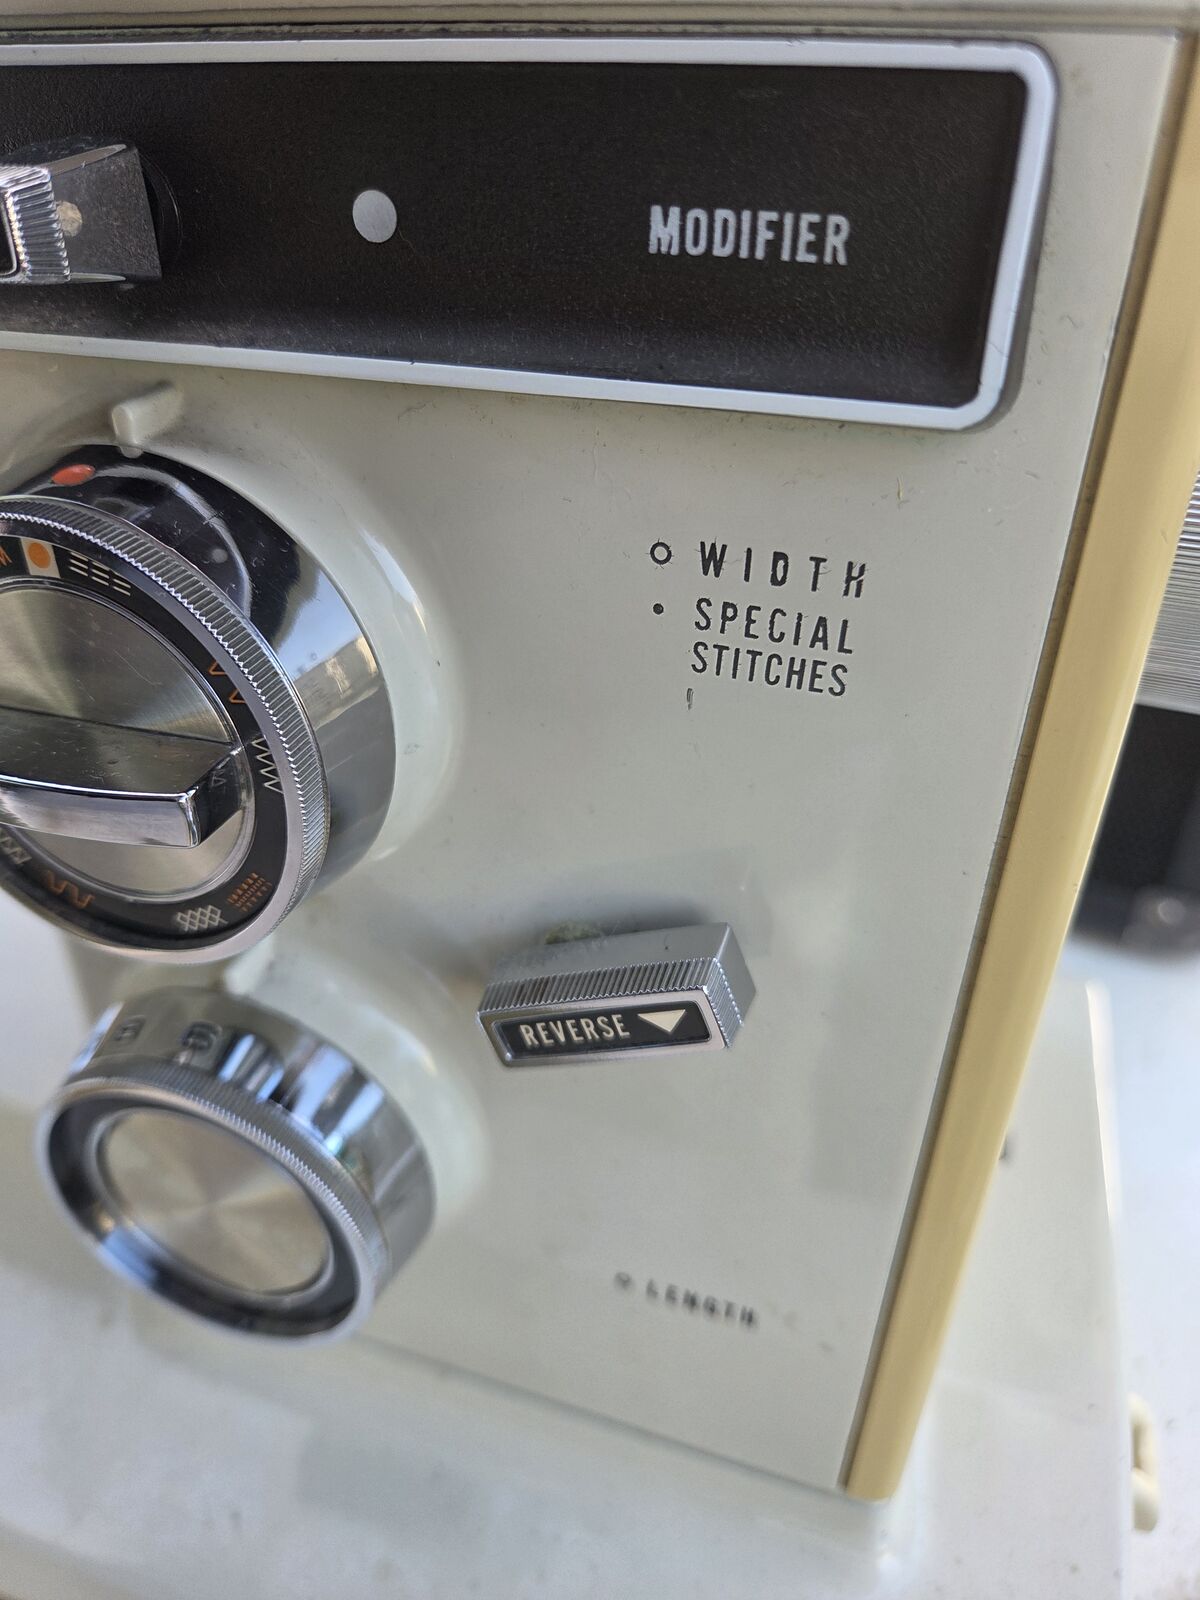 MODIFIER
WIDTH
SPECIAL
STITCHES
REVERSE
LENGTH